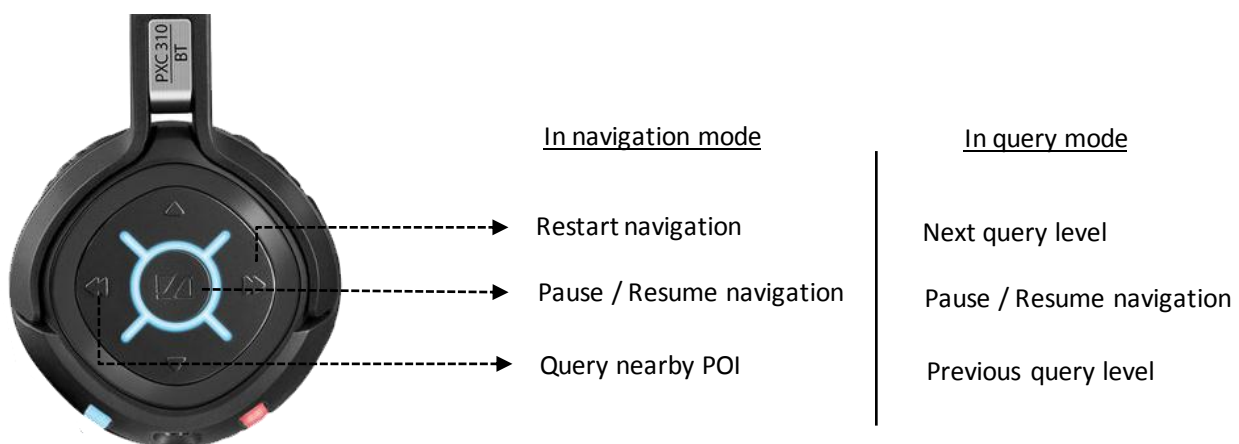 PXC 310
BT
In navigation mode
In query mode
Restart navigation
Next query level
Pause / Resume navigation
Pause / Resume navigation
Query nearby POI
Previous query level